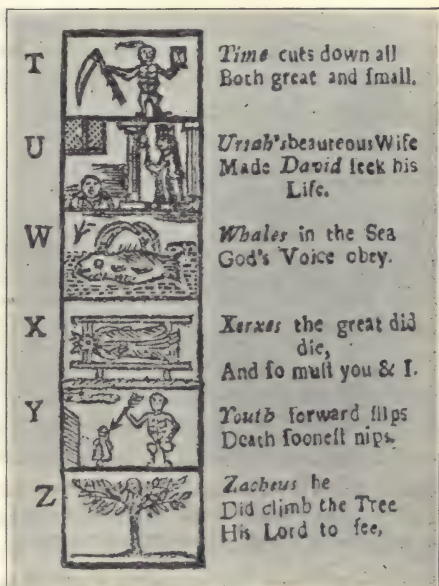 T
Time cuts down all
Both great and ſmall.
U
Uriah's beauteous Wife
Made David ſeek his
Life.
W
Whales in the Sea
God's Voice obey.
X
Xerxes the great did
die,
And ſo muſt you & I.
Y
Youth forward ſlips
Death ſooneſt nips.
Z
Zacheus he
Did climb the Tree
His Lord to ſee,